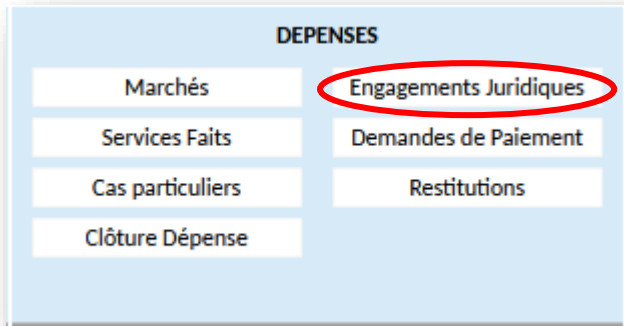 DEPENSES
Marchés
Engagements Juridiques
Services Faits
Demandes de Paiement
Cas particuliers
Restitutions
Clôture Dépense